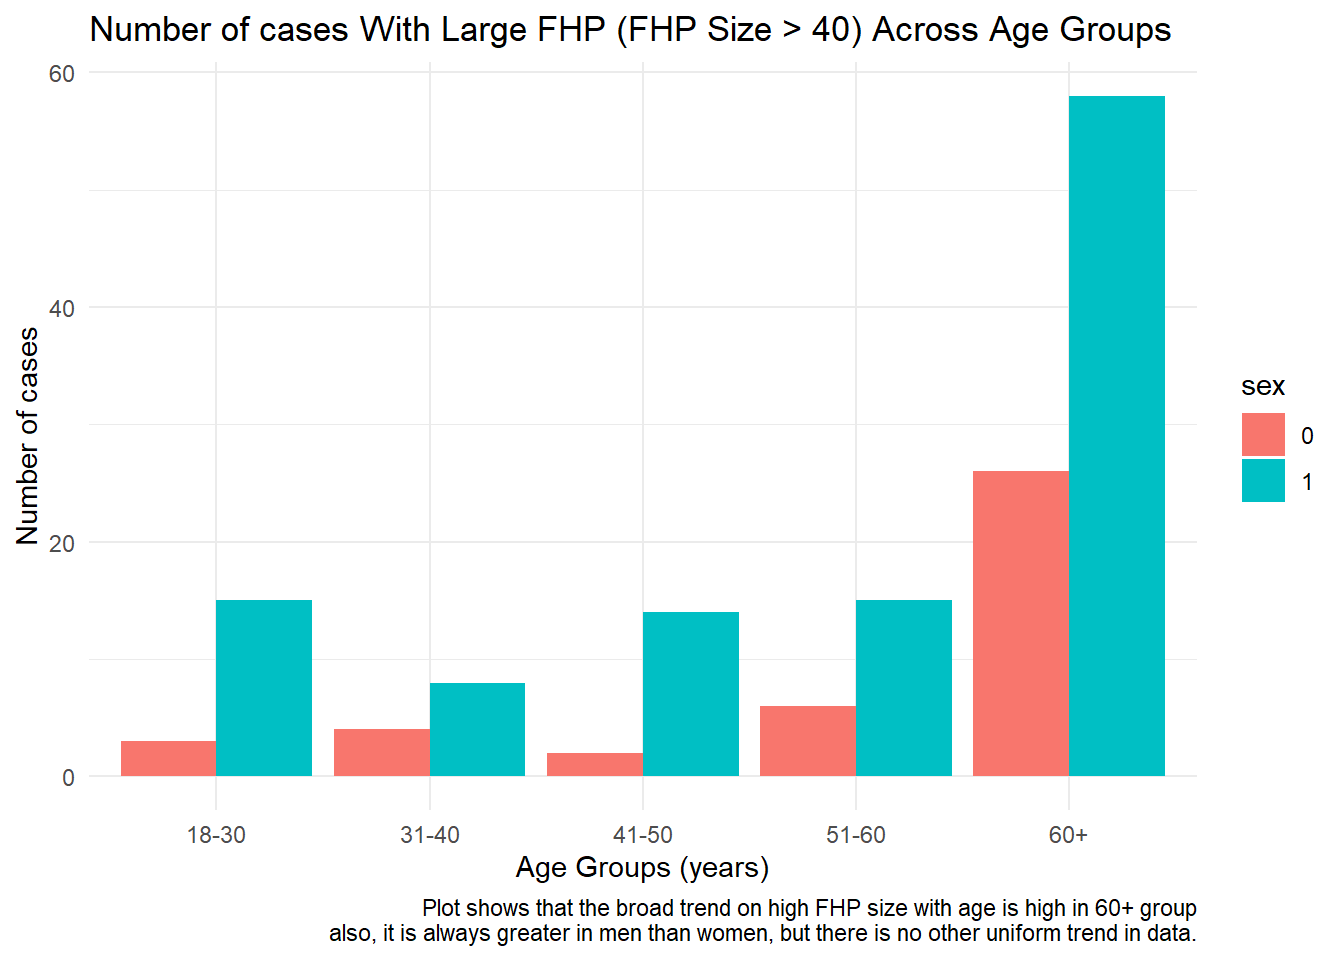 Number of cases With Large FHP (FHP Size > 40) Across Age Groups
60
40
20
0
Number of cases
18-30 31-40 41-50 51-60 60+
Age Groups (years)
sex
0
1
Plot shows that the broad trend on high FHP size with age is high in 60+ group
also, it is always greater in men than women, but there is no other uniform trend in data.